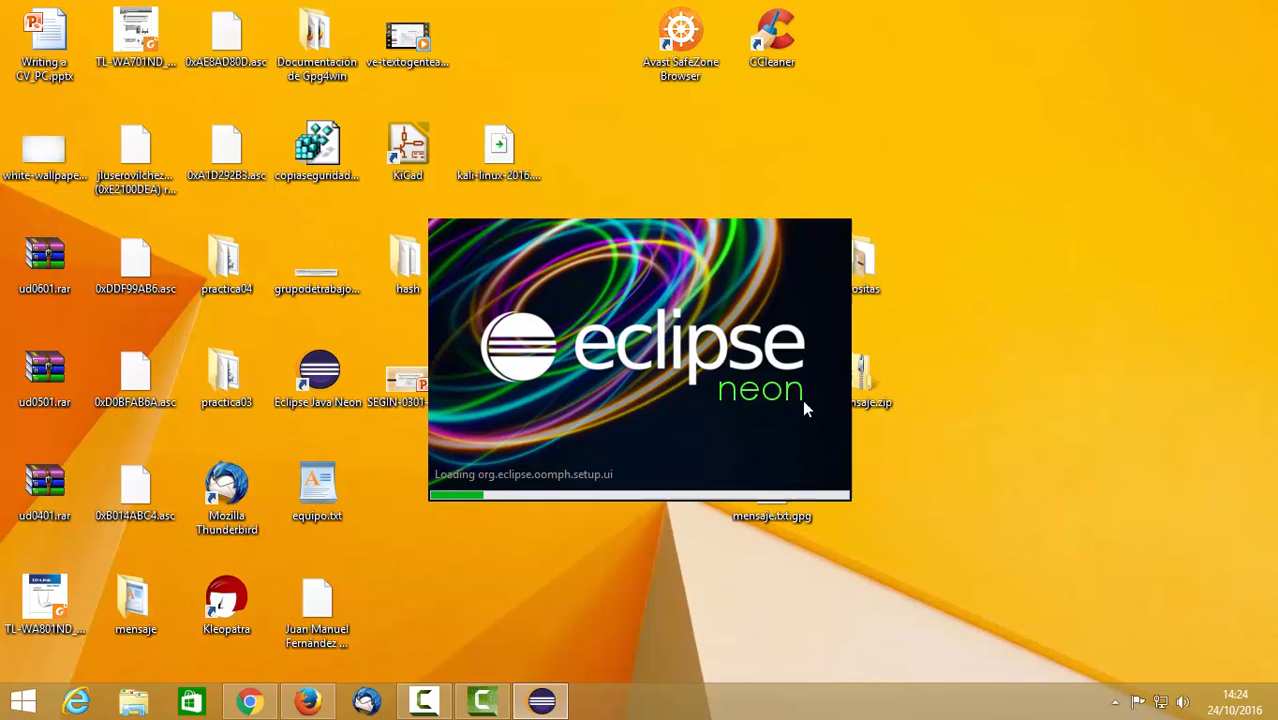 Writing a
CV_PC.pptx
TL-WA701ND_...
0xAE8AD80D.asc
Documentación
de Gpg4win
ve-textogentea...
Avast SafeZone
Browser
CCleaner
white-wallpape...
jluserovilchez...
(0xE2100DEA) r...
0xA1D292B3.asc
copiaseguridad...
KiCad
kali-linux-2016....
ud0601.rar
0xDDF99AB6.asc
practica04
grupodetrabajo...
hash
ositas
eclipse
neon
Loading org.eclipse.oomph.setup.ui
ud0501.rar
0xD0BFAB6A.asc
practica03
Eclipse Java Neon
SEGIN-0301-
nsaje.zip
ud0401.rar
0xB014ABC4.asc
Mozilla
Thunderbird
equipo.txt
mensaje.txt.gpg
TP-LINK
TL-WA801ND_...
mensaje
Kleopatra
Juan Manuel
Fernandez ...
14:24
24/10/2016